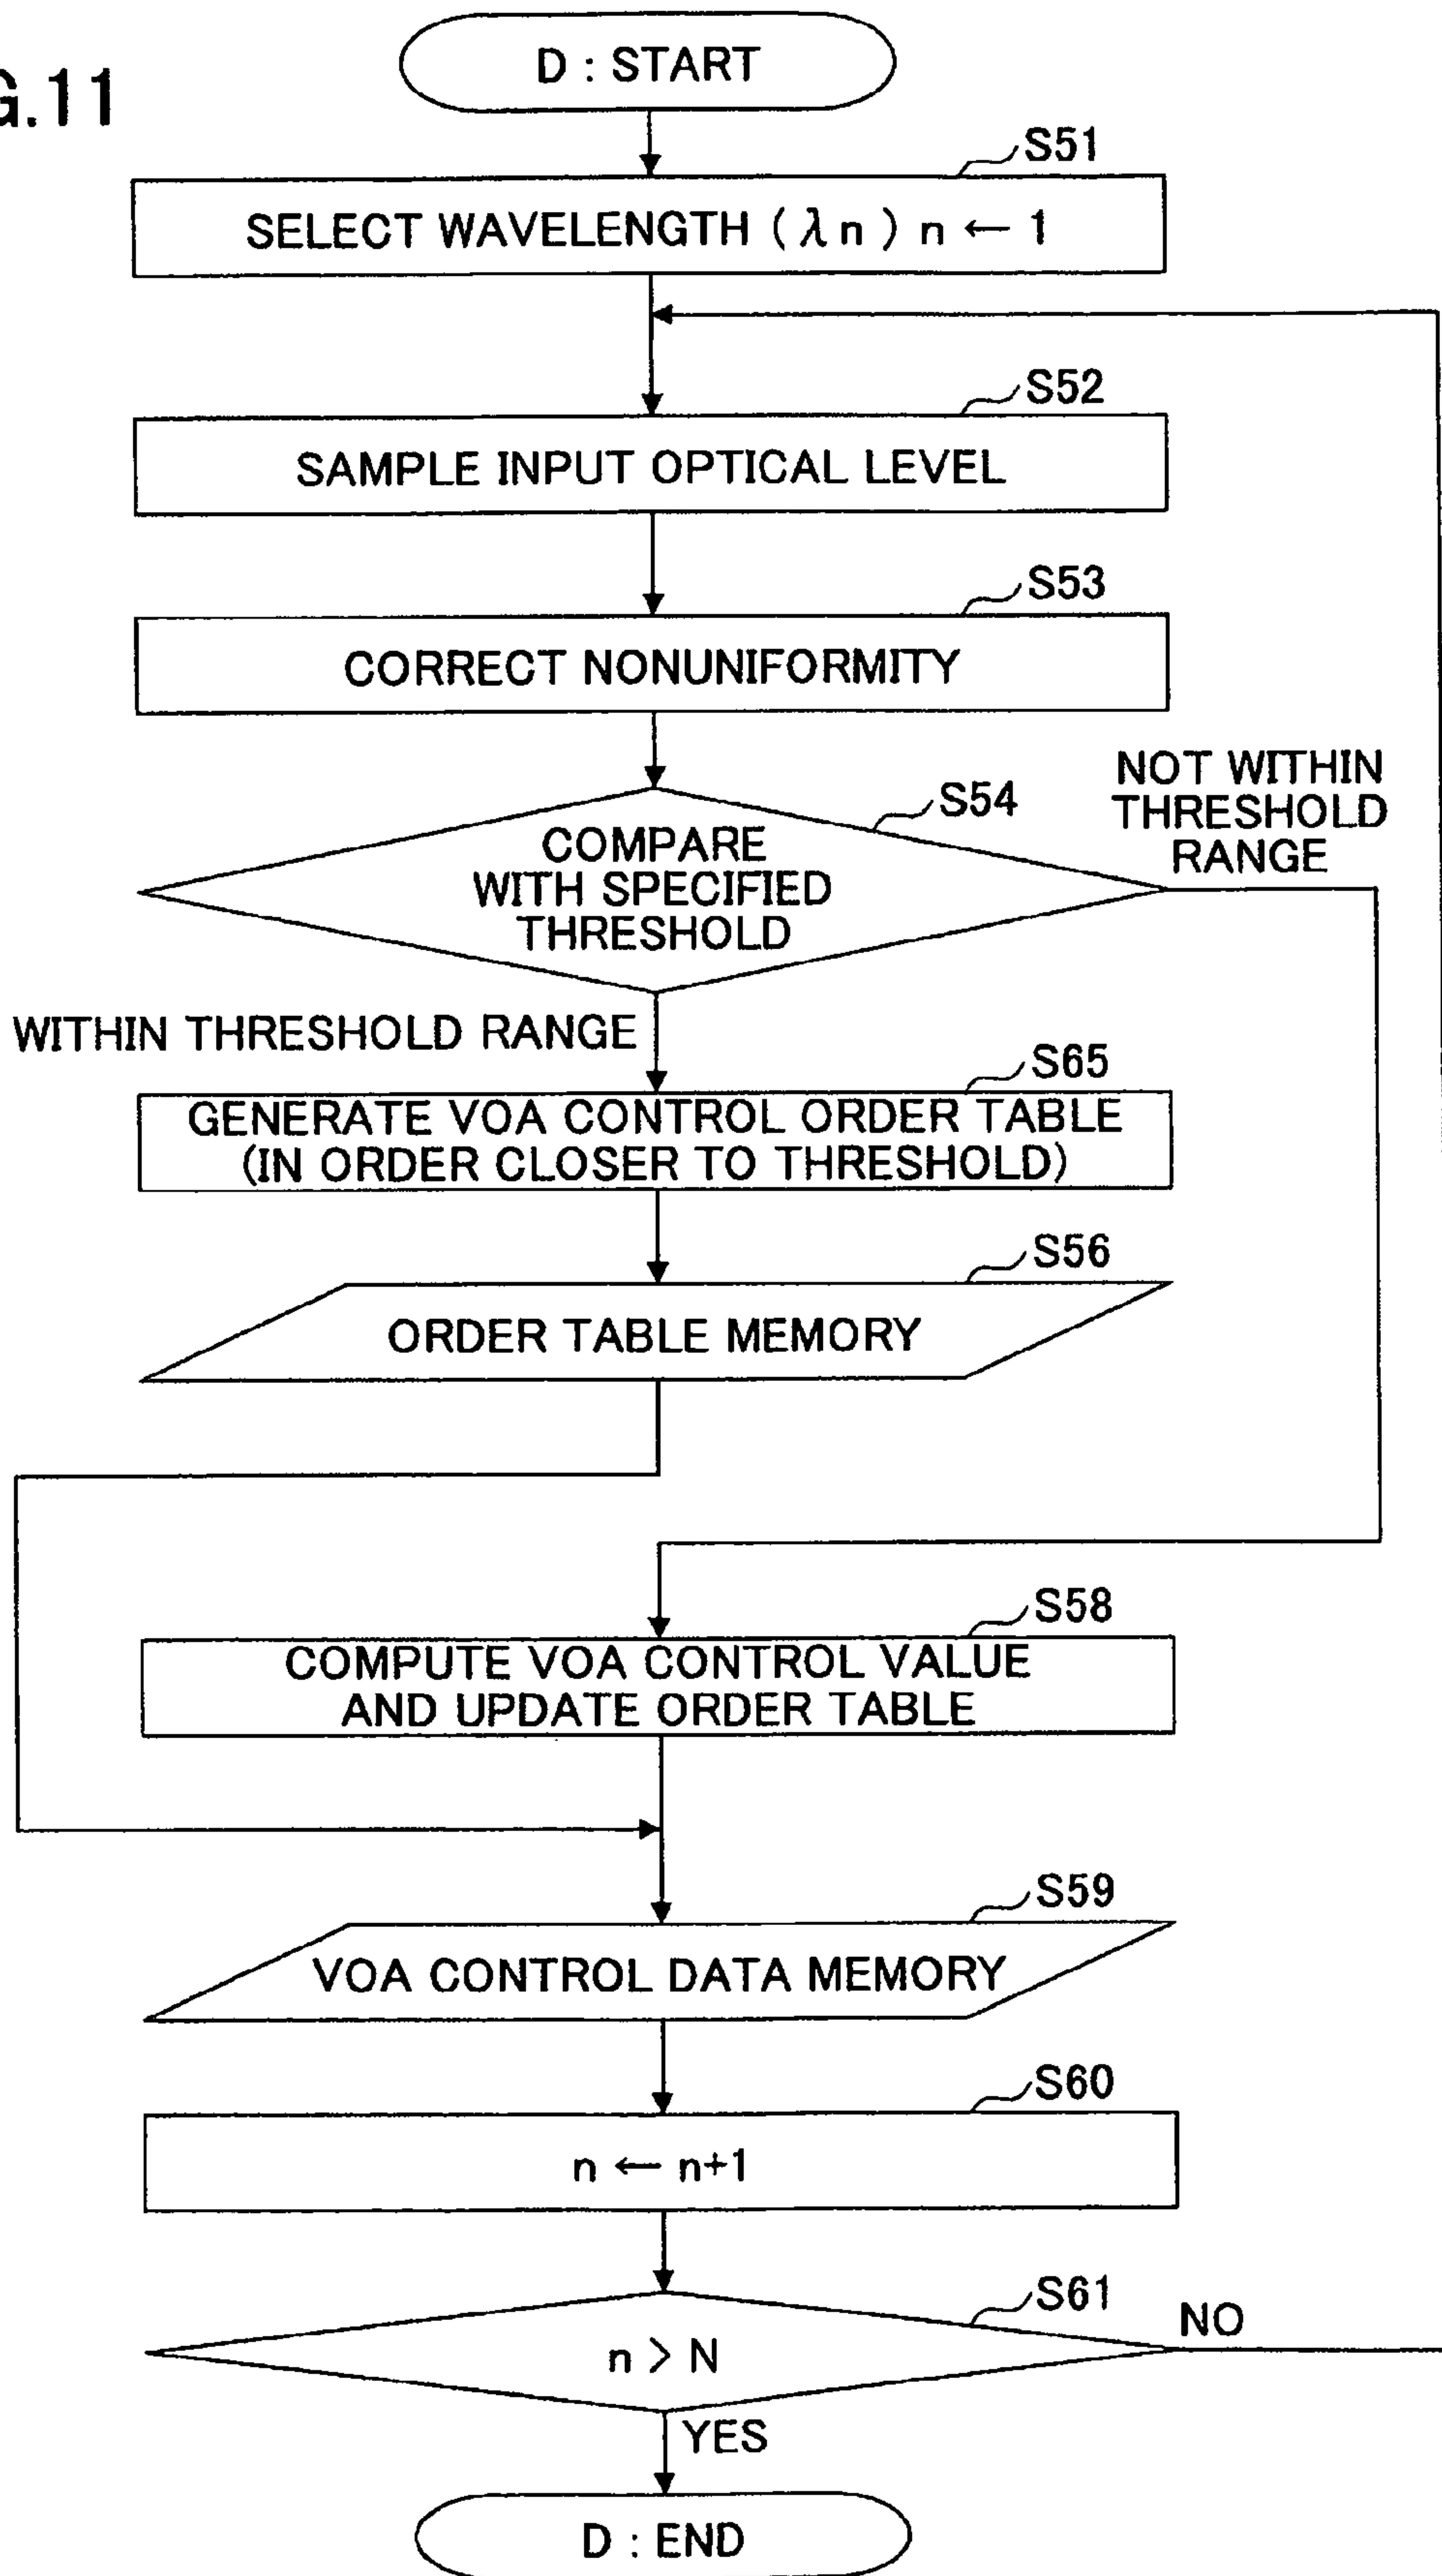 G.11
D : START
S51
SELECT WAVELENGTH ( λn ) n ← 1
S52
SAMPLE INPUT OPTICAL LEVEL
S53
CORRECT NONUNIFORMITY
S54
COMPARE
WITH SPECIFIED
THRESHOLD
NOT WITHIN
THRESHOLD
RANGE
WITHIN THRESHOLD RANGE
S65
GENERATE VOA CONTROL ORDER TABLE
(IN ORDER CLOSER TO THRESHOLD)
S56
ORDER TABLE MEMORY
S58
COMPUTE VOA CONTROL VALUE
AND UPDATE ORDER TABLE
S59
VOA CONTROL DATA MEMORY
S60
n ← n+1
S61
n > N
NO
YES
D : END